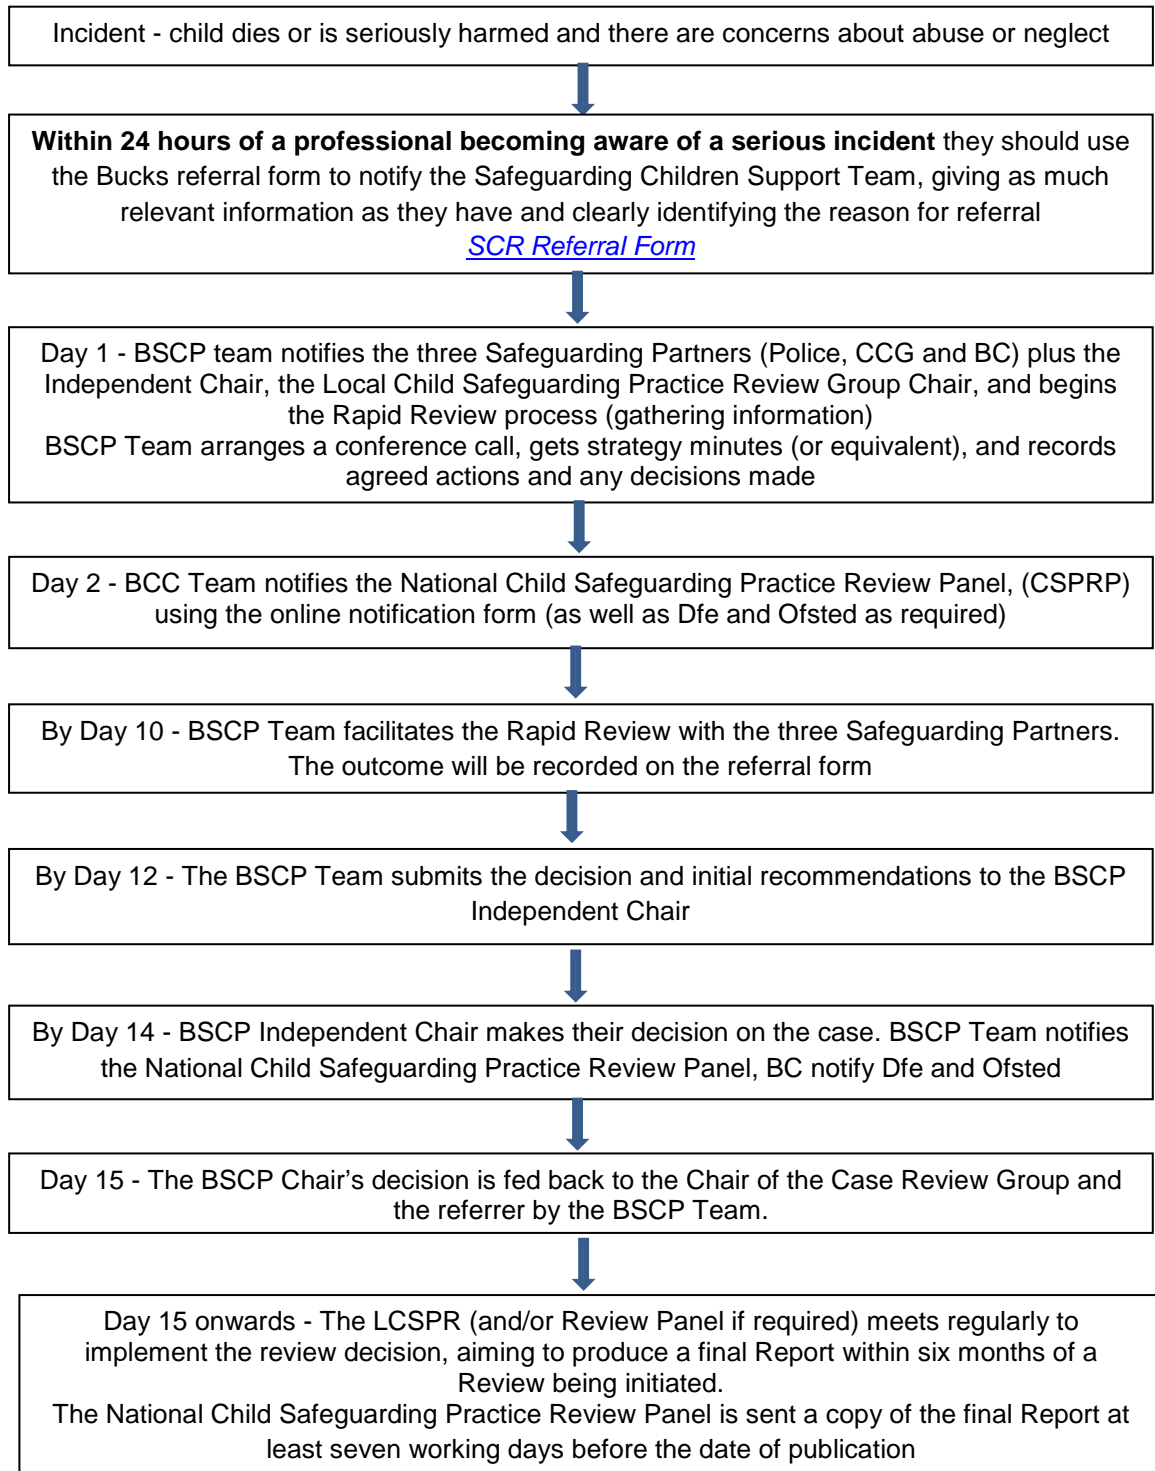 Incident - child dies or is seriously harmed and there are concerns about abuse or neglect
Within 24 hours of a professional becoming aware of a serious incident they should use
the Bucks referral form to notify the Safeguarding Children Support Team, giving as much
relevant information as they have and clearly identifying the reason for referral
SCR Referral Form
Day 1 - BSCP team notifies the three Safeguarding Partners (Police, CCG and BC) plus the
Independent Chair, the Local Child Safeguarding Practice Review Group Chair, and begins
the Rapid Review process (gathering information)
BSCP Team arranges a conference call, gets strategy minutes (or equivalent), and records
agreed actions and any decisions made
Day 2 - BCC Team notifies the National Child Safeguarding Practice Review Panel, (CSPRP)
using the online notification form (as well as Dfe and Ofsted as required)
By Day 10 - BSCP Team facilitates the Rapid Review with the three Safeguarding Partners.
The outcome will be recorded on the referral form
By Day 12 - The BSCP Team submits the decision and initial recommendations to the BSCP
Independent Chair
By Day 14 - BSCP Independent Chair makes their decision on the case. BSCP Team notifies
the National Child Safeguarding Practice Review Panel, BC notify Dfe and Ofsted
Day 15 - The BSCP Chair's decision is fed back to the Chair of the Case Review Group and
the referrer by the BSCP Team.
Day 15 onwards - The LCSPR (and/or Review Panel if required) meets regularly to
implement the review decision, aiming to produce a final Report within six months of a
Review being initiated.
The National Child Safeguarding Practice Review Panel is sent a copy of the final Report at
least seven working days before the date of publication